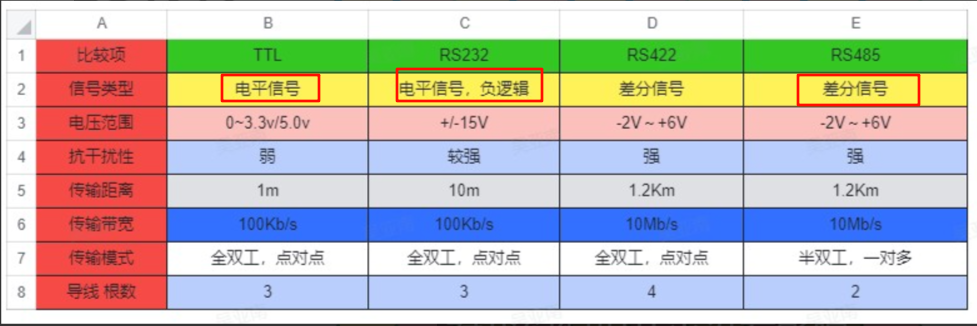 A B C D E
1 比较项 TTL RS232 RS422 RS485
2 信号类型 电平信号 电平信号，负逻辑 差分信号 差分信号
3 电压范围 0~3.3v/5.0v +/-15V -2V～+6V -2V～+6V
4 抗干扰性 弱 较强 强 强
5 传输距离 1m 10m 1.2Km 1.2Km
6 传输带宽 100Kb/s 100Kb/s 10Mb/s 10Mb/s
7 传输模式 全双工，点对点 全双工，点对点 全双工，点对点 半双工，一对多
8 导线 根数 3 3 4 2